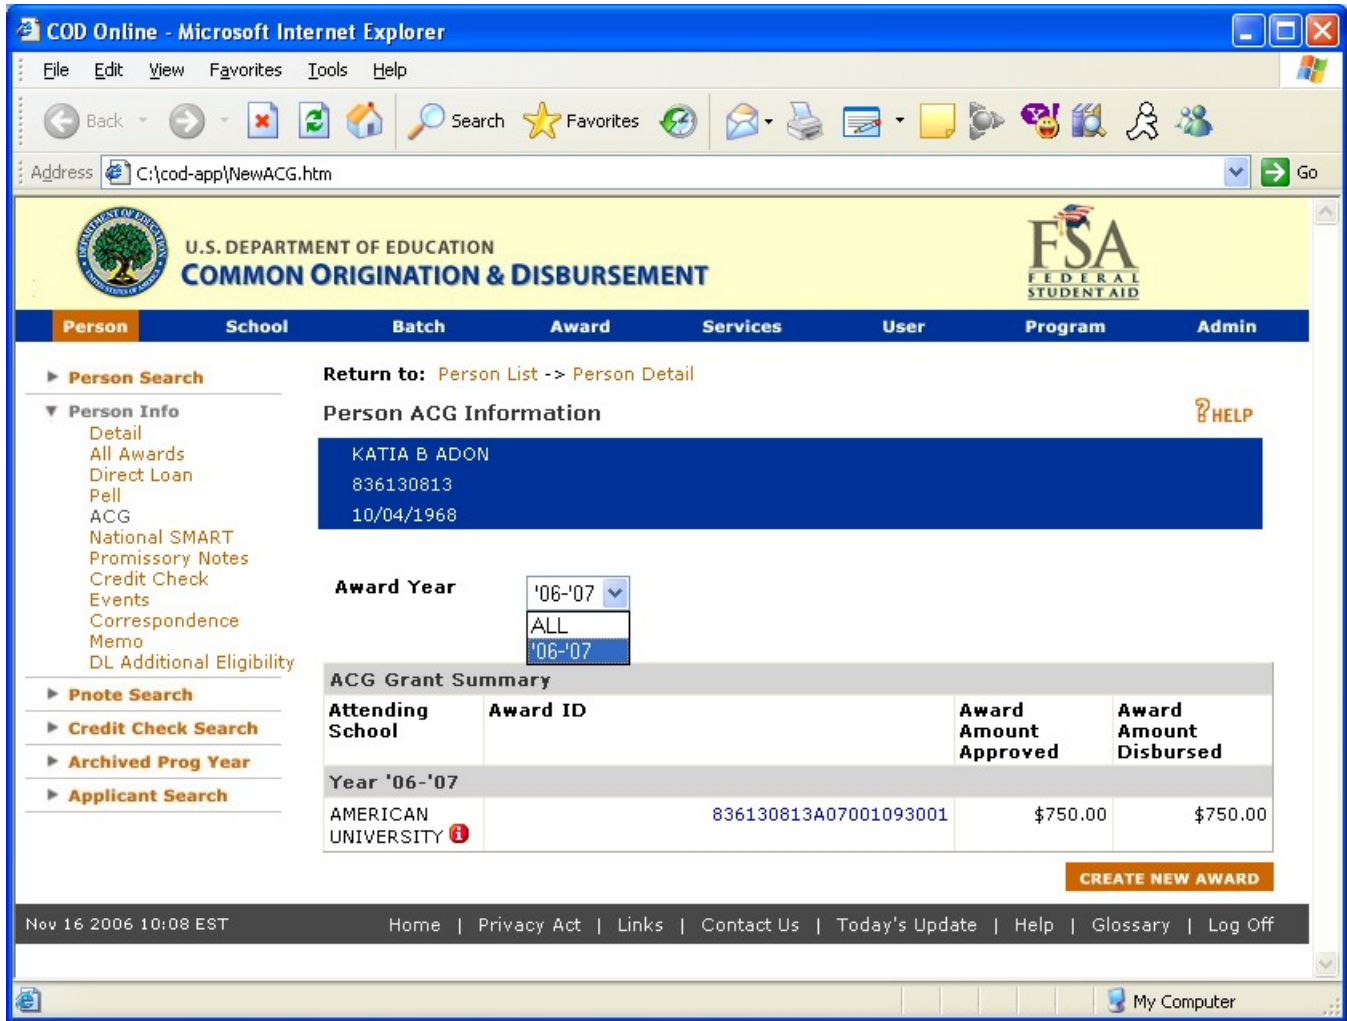 COD Online - Microsoft Internet Explorer
File Edit View Favorites Tools Help
Back Search Favorites
Address C:\cod-app\NewACG.htm Go
U.S. DEPARTMENT OF EDUCATION
COMMON ORIGINATION & DISBURSEMENT
FSA
FEDERAL
STUDENT AID
Person School Batch Award Services User Program Admin
Person Search
Person Info
Detail
All Awards
Direct Loan
Pell
ACG
National SMART
Promissory Notes
Credit Check
Events
Correspondence
Memo
DL Additional Eligibility
Pnote Search
Credit Check Search
Archived Prog Year
Applicant Search
Return to: Person List -> Person Detail
Person ACG Information
? HELP
KATIA B ADON
836130813
10/04/1968
Award Year '06-'07
ALL
'06-'07
ACG Grant Summary
Attending School Award ID Award Amount Approved Award Amount Disbursed
Year '06-'07
AMERICAN UNIVERSITY 836130813A07001093001 $750.00 $750.00
CREATE NEW AWARD
Nov 16 2006 10:08 EST Home | Privacy Act | Links | Contact Us | Today's Update | Help | Glossary | Log Off
My Computer